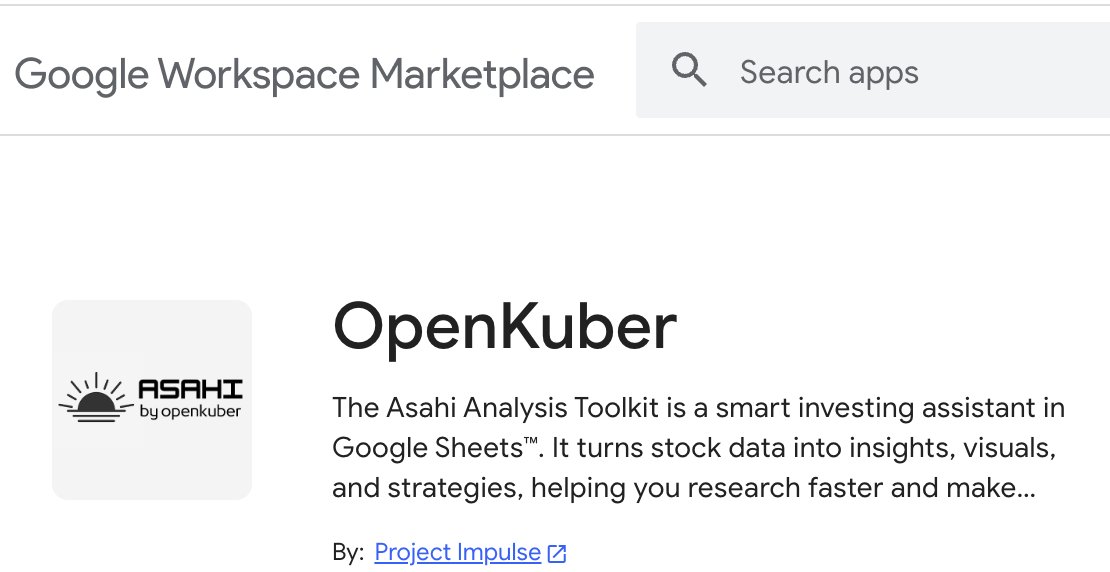 Google Workspace Marketplace
Search apps
OpenKuber
ASAHI
by openkuber
The Asahi Analysis Toolkit is a smart investing assistant in
Google Sheets™. It turns stock data into insights, visuals,
and strategies, helping you research faster and make...
By: Project Impulse